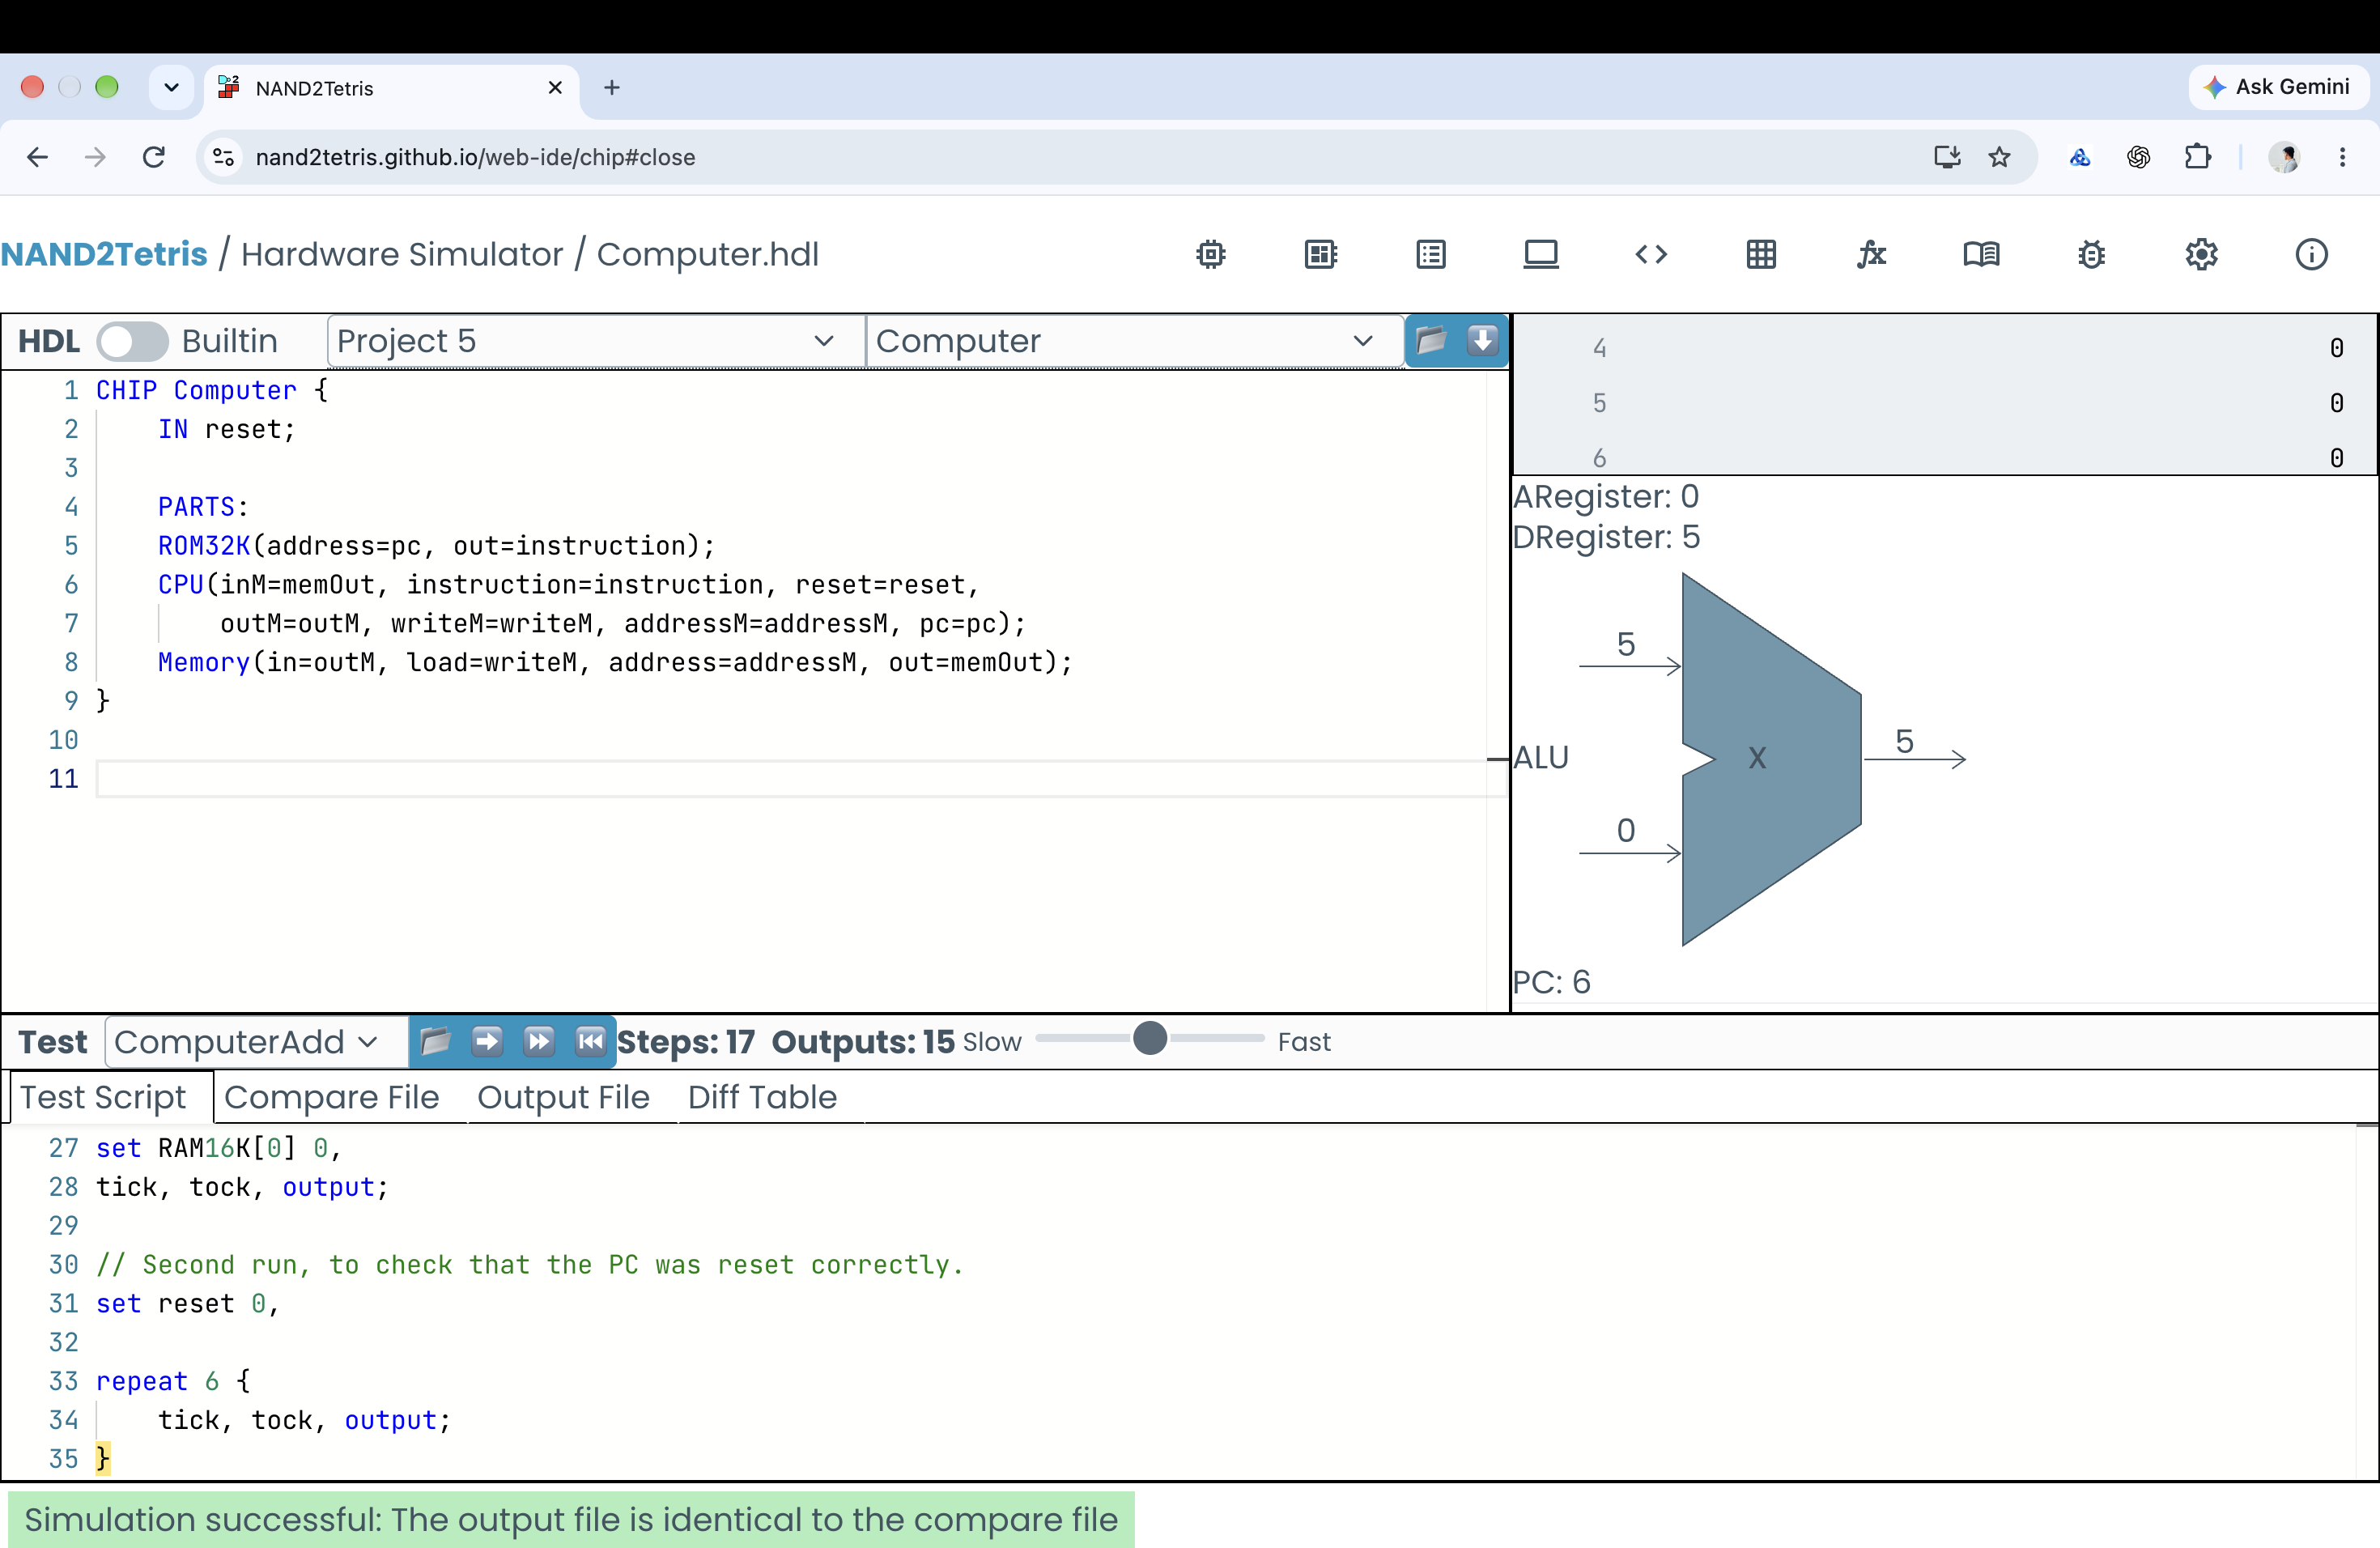 NAND2Tetris
Ask Gemini
nand2tetris.github.io/web-ide/chip#close
NAND2Tetris / Hardware Simulator / Computer.hdl
HDL Builtin Project 5 Computer
1 CHIP Computer {
2 IN reset;
3
4 PARTS:
5 ROM32K(address=pc, out=instruction);
6 CPU(inM=memOut, instruction=instruction, reset=reset,
7 outM=outM, writeM=writeM, addressM=addressM, pc=pc);
8 Memory(in=outM, load=writeM, address=addressM, out=memOut);
9 }
10
11
4 0
5 0
6 0
ARegister: 0
DRegister: 5
5
ALU X 5
0
PC: 6
Test ComputerAdd Steps: 17 Outputs: 15 Slow Fast
Test Script Compare File Output File Diff Table
27 set RAM16K[0] 0,
28 tick, tock, output;
29
30 // Second run, to check that the PC was reset correctly.
31 set reset 0,
32
33 repeat 6 {
34 tick, tock, output;
35 }
Simulation successful: The output file is identical to the compare file